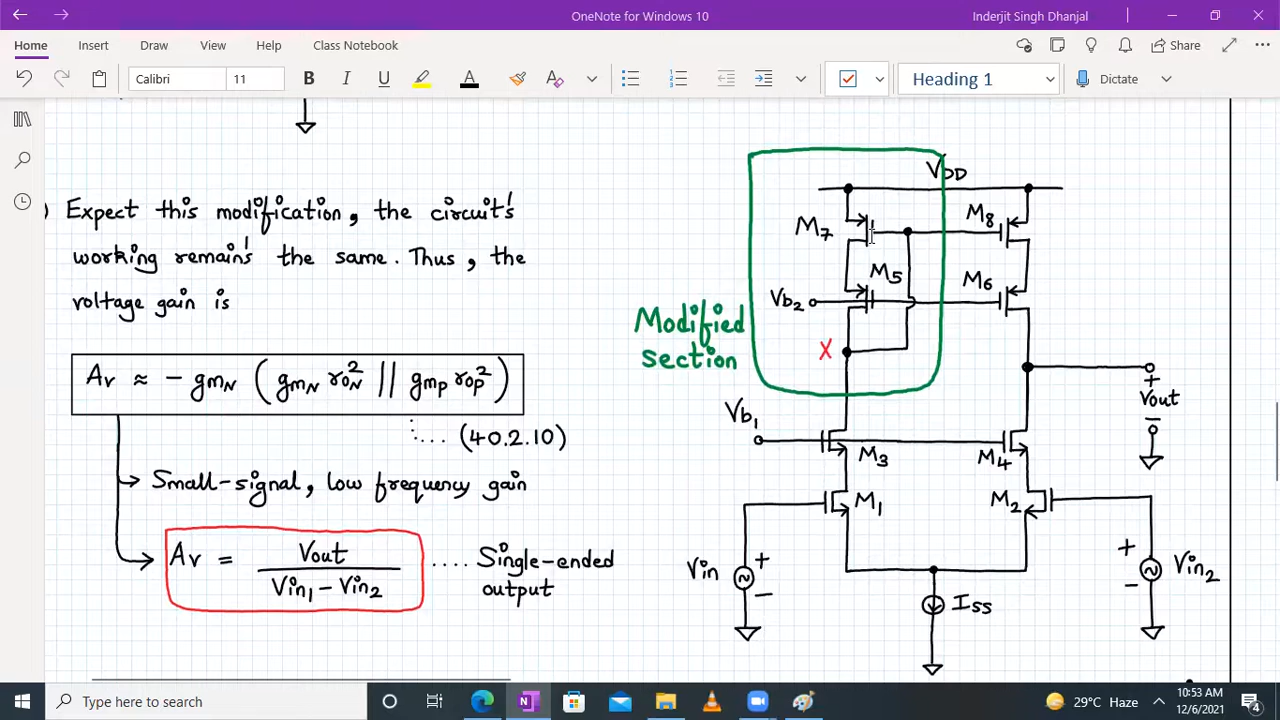 OneNote for Windows 10
Inderjit Singh Dhanjal
Home Insert Draw View Help Class Notebook
Share
Calibri 11 B I U A A Heading 1 Dictate
) Expect this modification, the circuit's
working remains the same. Thus, the
voltage gain is
Av ≈ - gmN (gmN roN² || gmp rop²)
.... (40.2.10)
Small-signal, low frequency gain
Av = Vout / Vin1 - Vin2 .... Single-ended
output
VDD
M7
M8
M5
M6
Vb2
Modified
section
X
Vb1
M3
M4
M1
M2
+
Vout
-
Vin
+
-
+
-
Vin2
ISS
Type here to search
N
29°C Haze
10:53 AM
12/6/2021
4